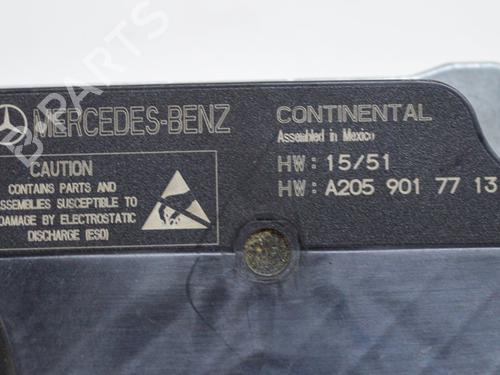 MERCEDES-BENZ
CONTINENTAL
Assembled in Mexico
HW: 15/51
HW: A205 901 77 13
CAUTION
CONTAINS PARTS AND
ASSEMBLIES SUSCEPTIBLE TO
DAMAGE BY ELECTROSTATIC
DISCHARGE (ESD)